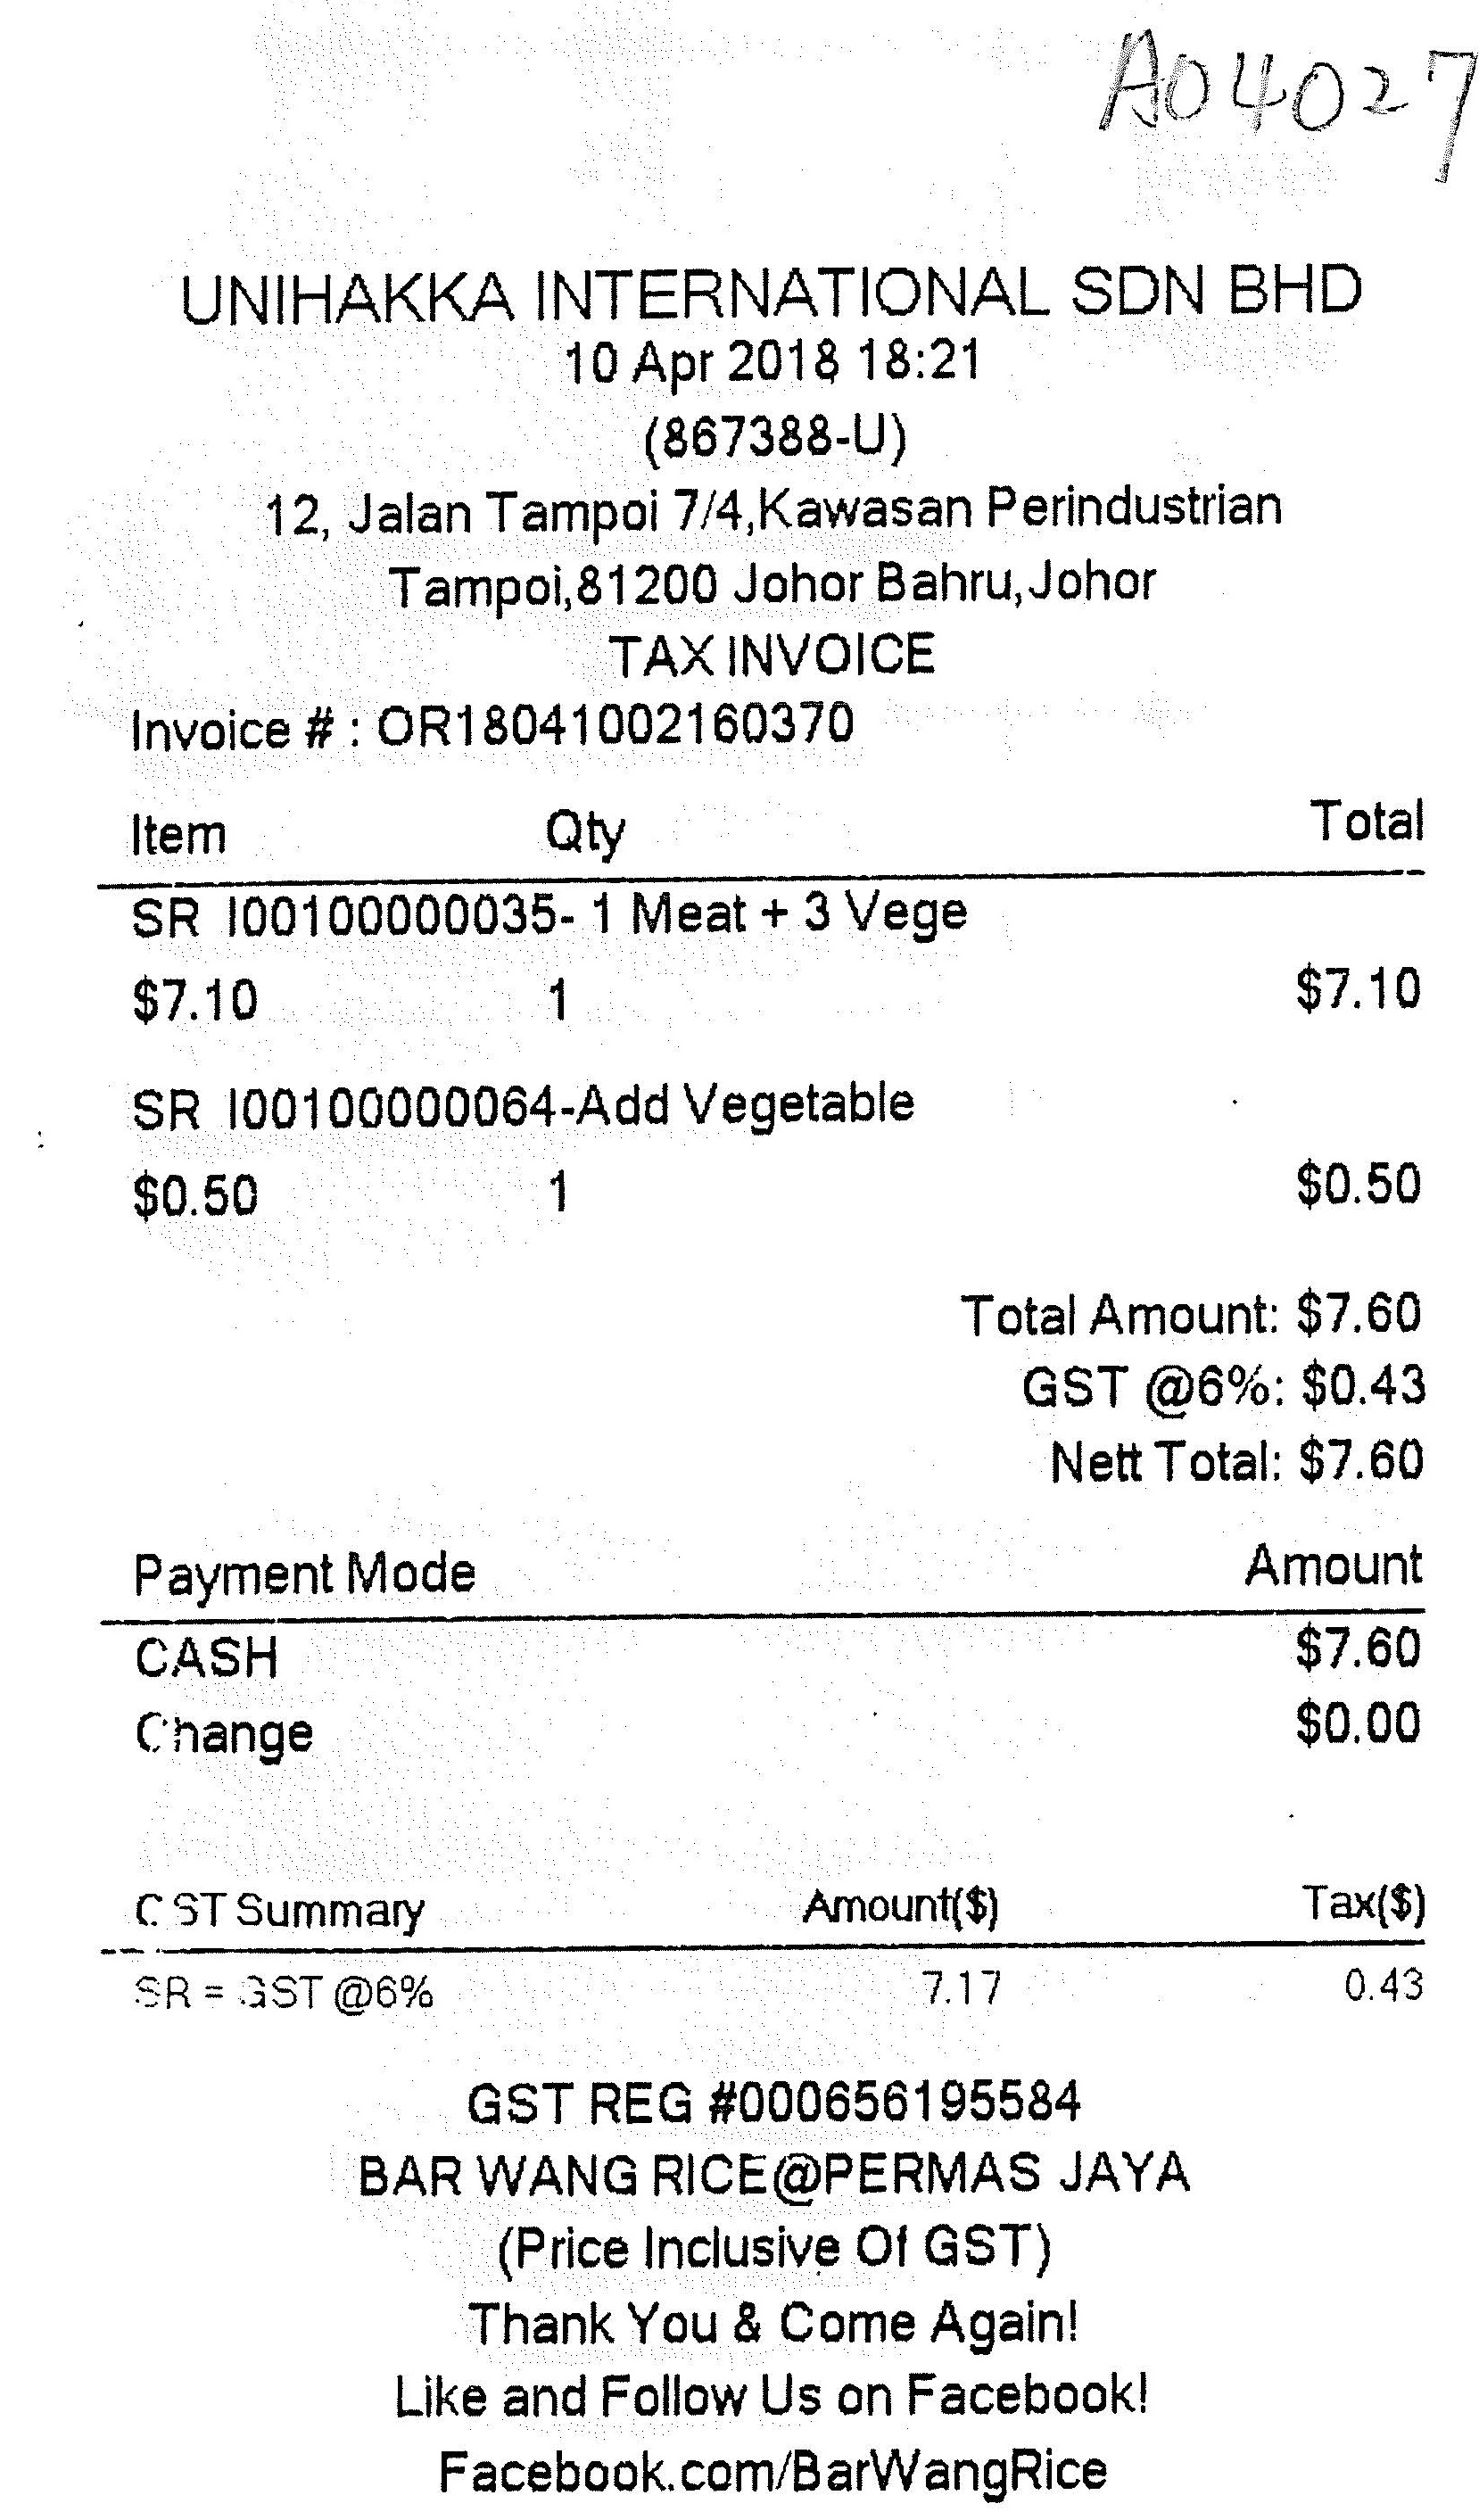 A04027
UNIHAKKA INTERNATIONAL SDN BHD
10 Apr 2018 18:21
(867388-U)
12, Jalan Tampoi 7/4,Kawasan Perindustrian
Tampoi,81200 Johor Bahru,Johor
TAX INVOICE
Invoice # : OR18041002160370
Item Qty Total
SR I00100000035- 1 Meat + 3 Vege
$7.10 1 $7.10
SR I00100000064-Add Vegetable
$0.50 1 $0.50
Total Amount: $7.60
GST @6%: $0.43
Nett Total: $7.60
Payment Mode Amount
CASH $7.60
Change $0.00
GST Summary Amount($) Tax($)
SR = GST @6% 7.17 0.43
GST REG #000656195584
BAR WANG RICE@PERMAS JAYA
(Price Inclusive Of GST)
Thank You & Come Again!
Like and Follow Us on Facebook!
Facebook.com/BarWangRice